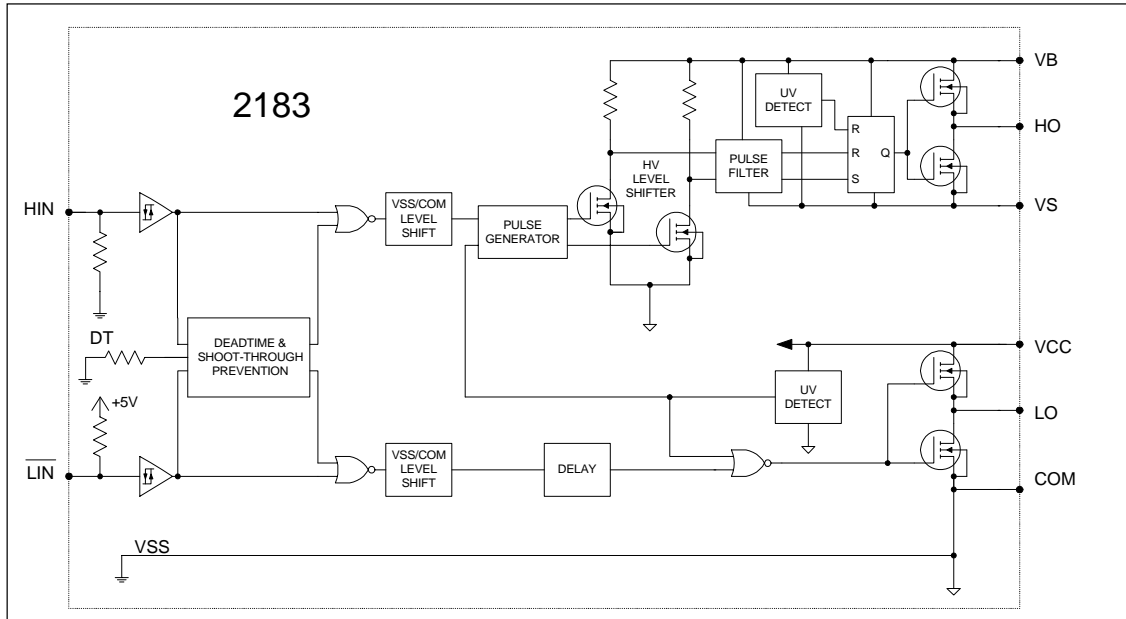 2183
VB
UV
DETECT
R
R
Q
S
HO
PULSE
FILTER
HV
LEVEL
SHIFTER
VS
HIN
VSS/COM
LEVEL
SHIFT
PULSE
GENERATOR
DT
DEADTIME &
SHOOT-THROUGH
PREVENTION
+5V
VCC
UV
DETECT
LO
LIN
VSS/COM
LEVEL
SHIFT
DELAY
COM
VSS